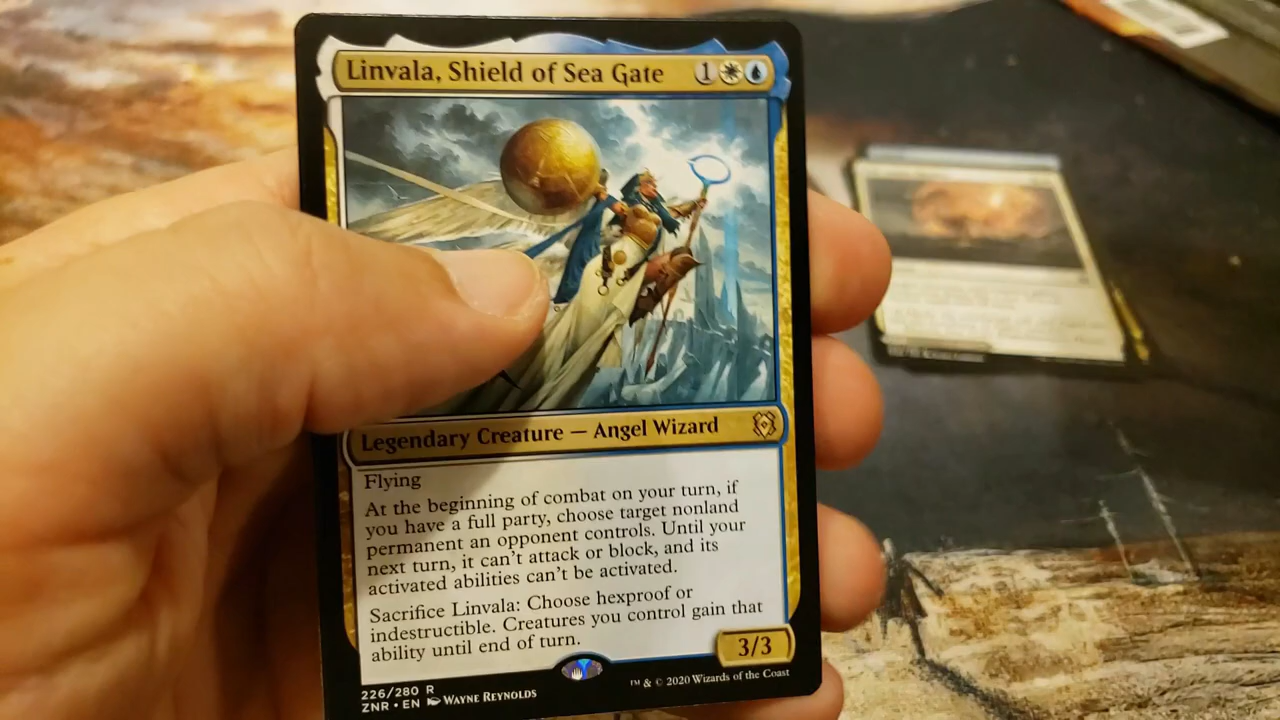 Linvala, Shield of Sea Gate 1
Legendary Creature — Angel Wizard
Flying
At the beginning of combat on your turn, if
you have a full party, choose target nonland
permanent an opponent controls. Until your
next turn, it can't attack or block, and its
activated abilities can't be activated.
Sacrifice Linvala: Choose hexproof or
indestructible. Creatures you control gain that
ability until end of turn.
3/3
226/280 R
ZNR • EN WAYNE REYNOLDS
™ & © 2020 Wizards of the Coast